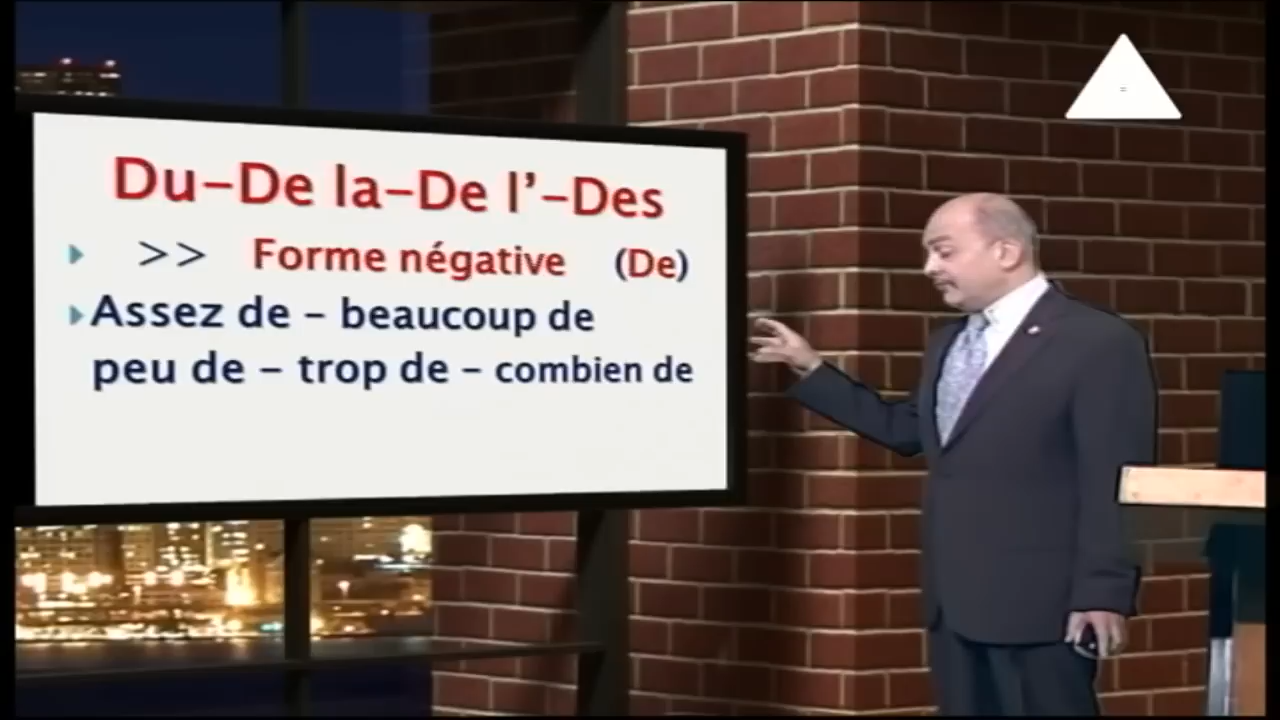 Du-De la-De l'-Des
>> Forme négative (De)
Assez de - beaucoup de
peu de - trop de - combien de